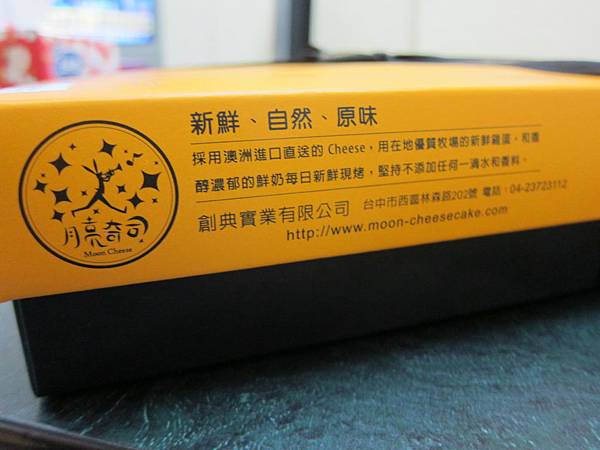 新鮮、自然、原味
採用澳洲進口直送的 Cheese，用在地優質牧場的新鮮雞蛋，和香
醇濃郁的鮮奶每日新鮮現烤，堅持不添加任何一滴水和香料。
創典實業有限公司 台中市西區林森路202號 電話：04-23723112
http://www.moon-cheesecake.com
月亮奇司
Moon Cheese